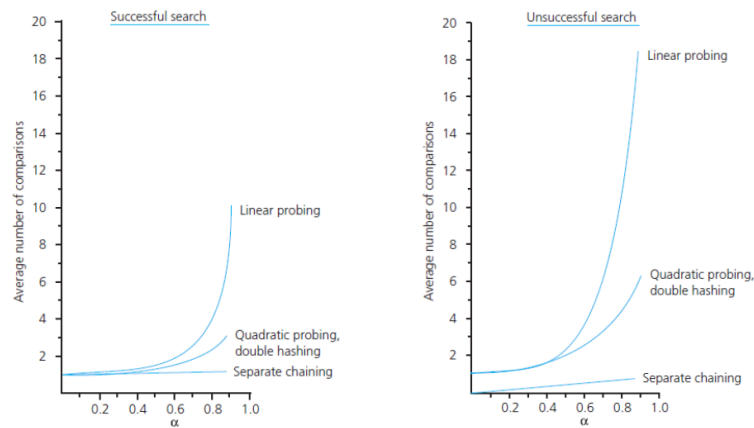 Successful search
20
18
16
14
12
10
8
6
4
2
Average number of comparisons
Linear probing
Quadratic probing,
double hashing
Separate chaining
0.2 0.4 0.6 0.8 1.0
α
Unsuccessful search
20
18
16
14
12
10
8
6
4
2
Average number of comparisons
Linear probing
Quadratic probing,
double hashing
Separate chaining
0.2 0.4 0.6 0.8 1.0
α